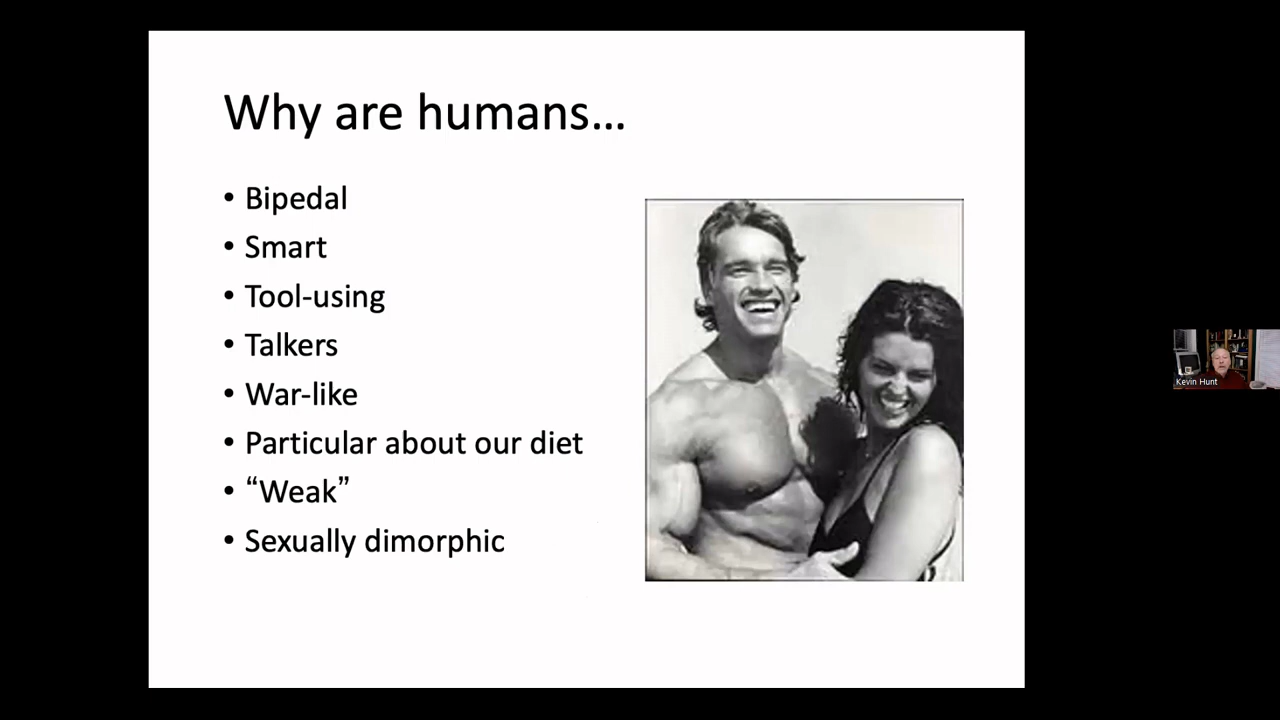 Why are humans...
• Bipedal
• Smart
• Tool-using
• Talkers
• War-like
• Particular about our diet
• “Weak”
• Sexually dimorphic
Kevin Hunt